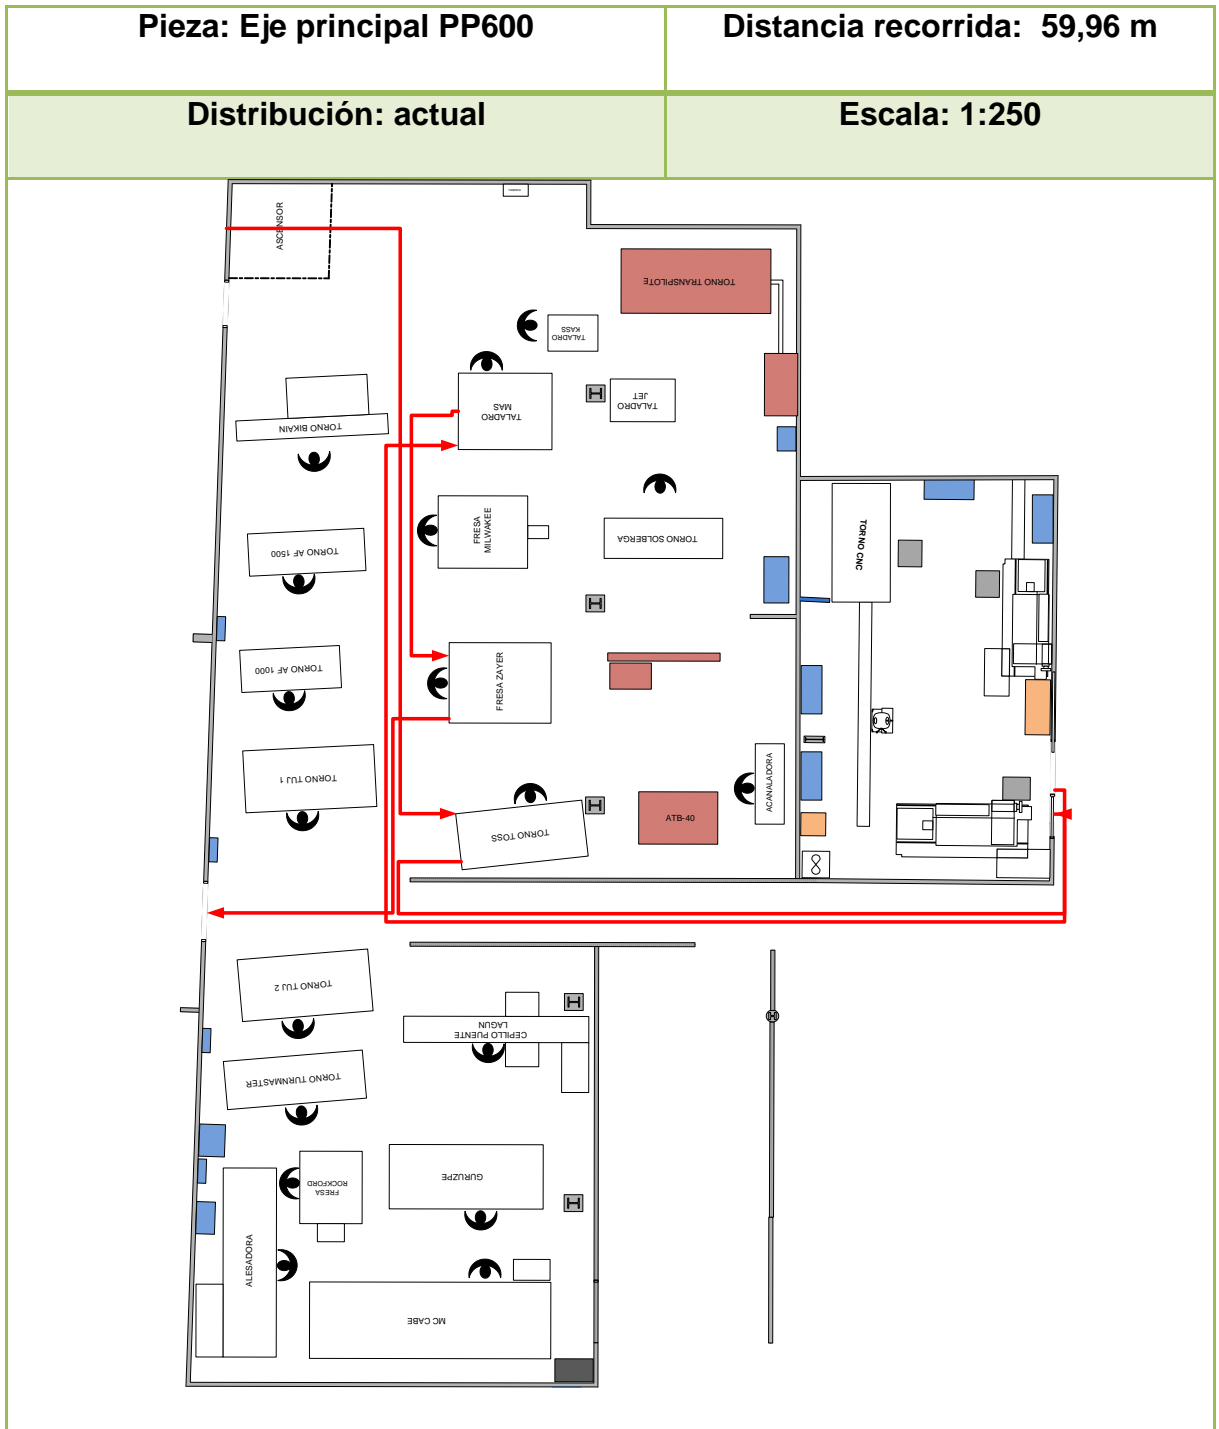 Pieza: Eje principal PP600
Distancia recorrida: 59,96 m
Distribución: actual
Escala: 1:250
ASCENSOR
TORNO TRANSPILOTE
TALADRO
KASS
TALADRO
MAS
TALADRO
JET
TORNO BIKAIN
FRESA
MILWAKEE
TORNO SOLBERGA
TORNO CNC
TORNO AF 1500
TORNO AF 1000
FRESA ZAYER
TORNO TUJ 1
ACANALADORA
TORNO TOSS
ATB-40
TORNO TUJ 2
CEPILLO PUENTE
LAGUN
TORNO TURNMASTER
FRESA
ROCKFORD
GURUZPE
ALESADORA
MC CABE